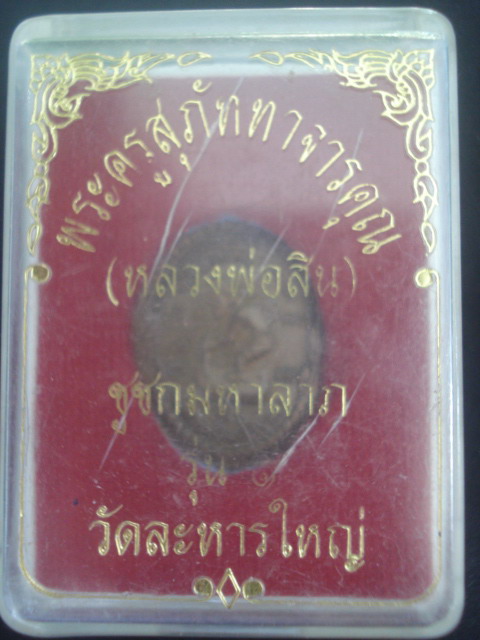 พระครูสุภัททาจารคุณ
(หลวงพ่อสิน)
ชูชกมหาลาภ
รุ่น ๑
วัดละหารใหญ่